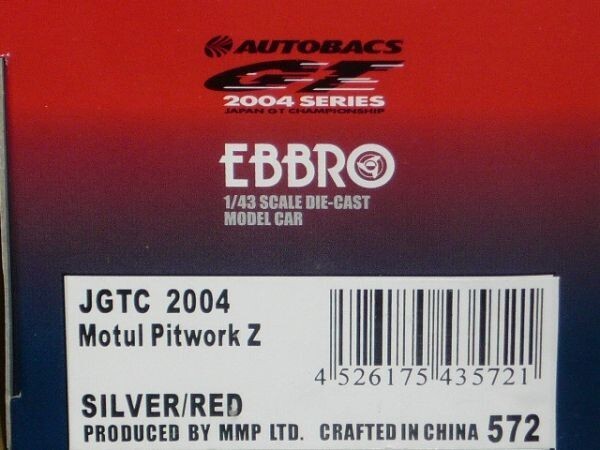 AUTOBACS
GT
2004 SERIES
JAPAN GT CHAMPIONSHIP
EBBRO
1/43 SCALE DIE-CAST
MODEL CAR
JGTC 2004
Motul Pitwork Z
4 526175 435721
SILVER/RED
PRODUCED BY MMP LTD. CRAFTED IN CHINA 572